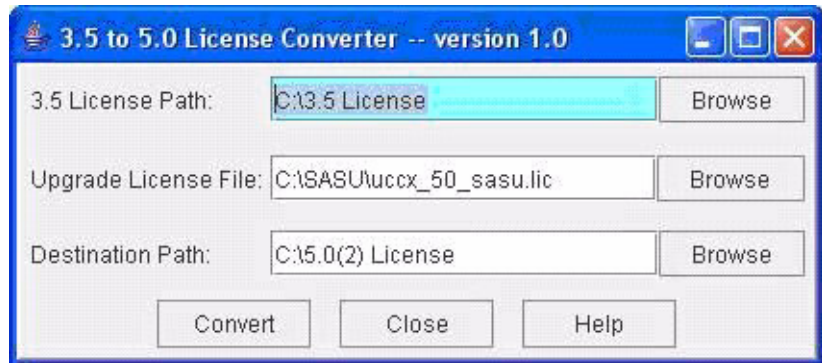 3.5 to 5.0 License Converter -- version 1.0
3.5 License Path: C:\3.5 License Browse
Upgrade License File: C:\SASU\uccx_50_sasu.lic Browse
Destination Path: C:\5.0(2) License Browse
Convert Close Help